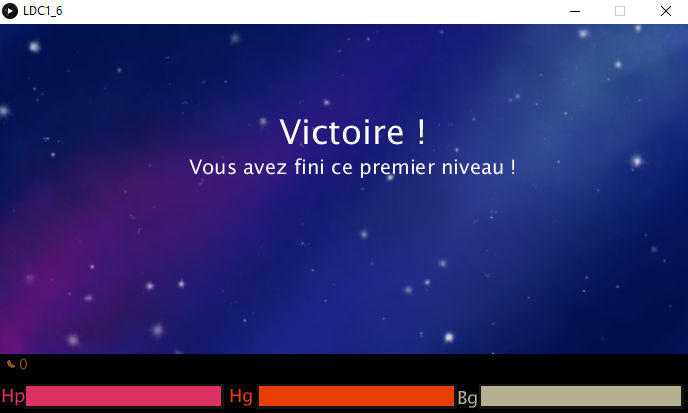 LDC1_6
Victoire !
Vous avez fini ce premier niveau !
0
Hp Hg Bg